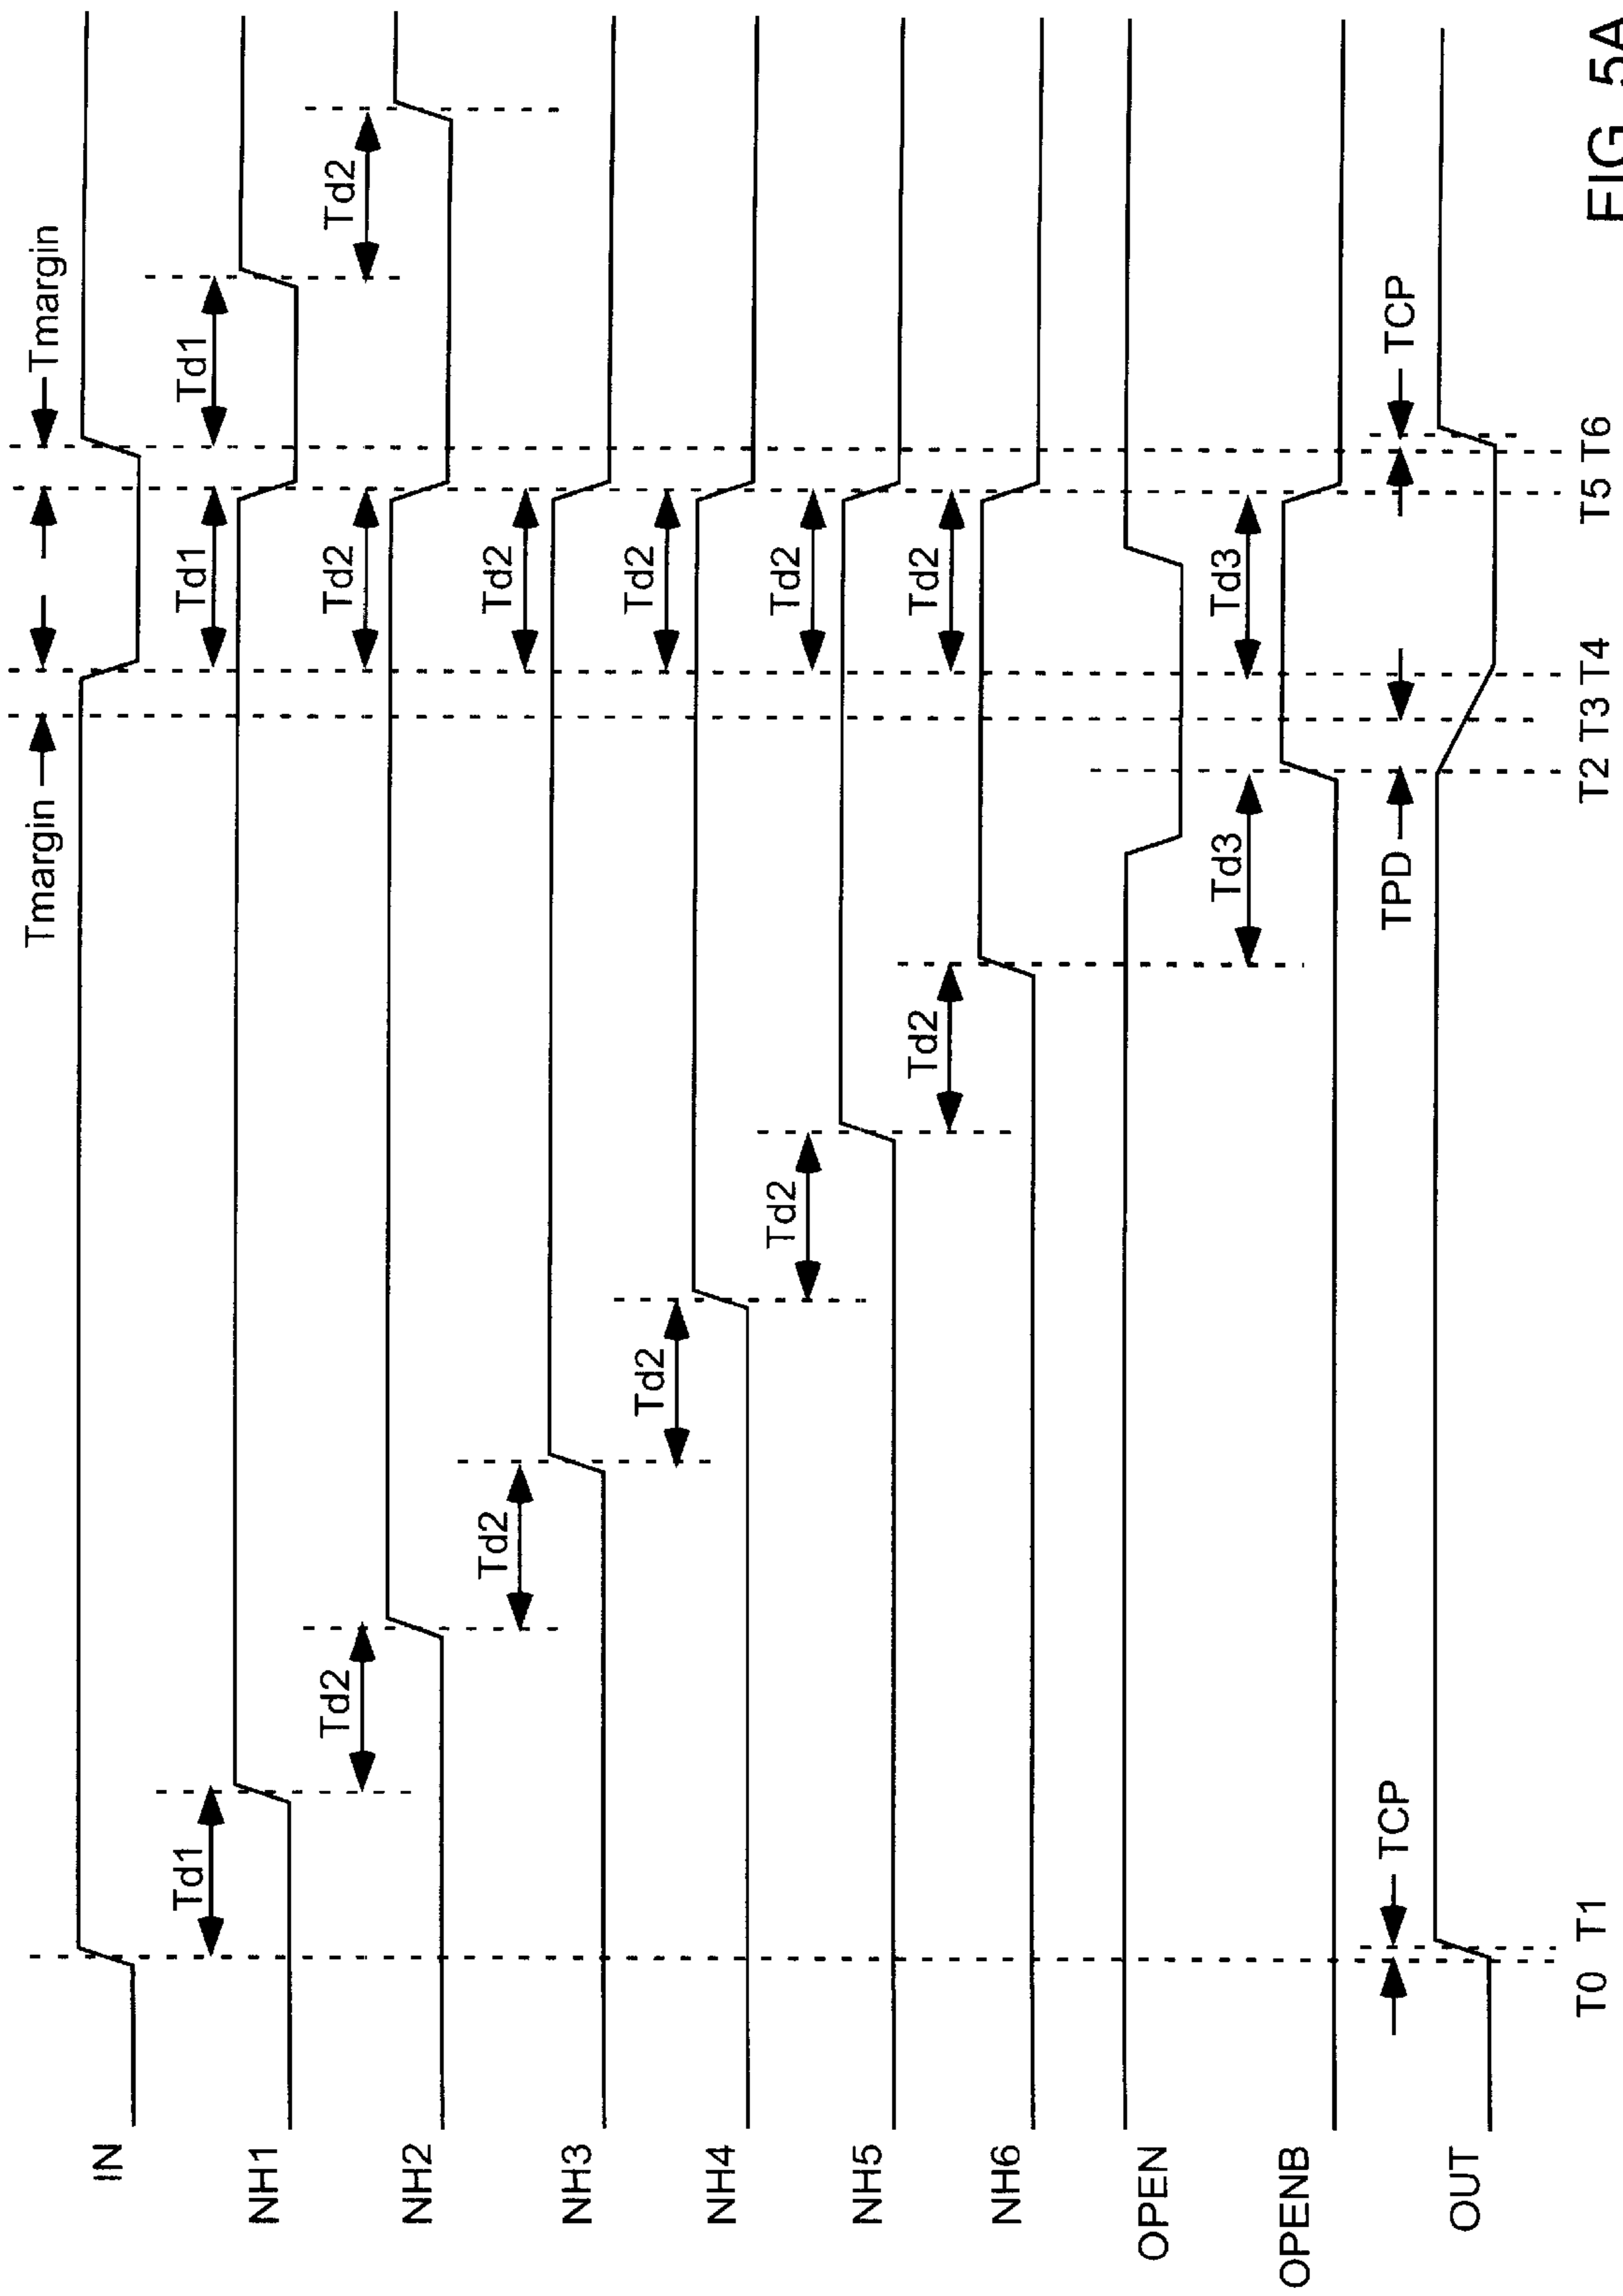 Tmargin
Tmargin
IN
Td1
Td1
Td1
NH1
Td2
Td2
Td2
NH2
Td2
Td2
NH3
Td2
Td2
NH4
Td2
Td2
NH5
Td2
Td2
NH6
OPEN
Td3
Td3
OPENB
TCP
TPD
TCP
OUT
T0 T1 T2 T3 T4 T5 T6
FIG. 5A